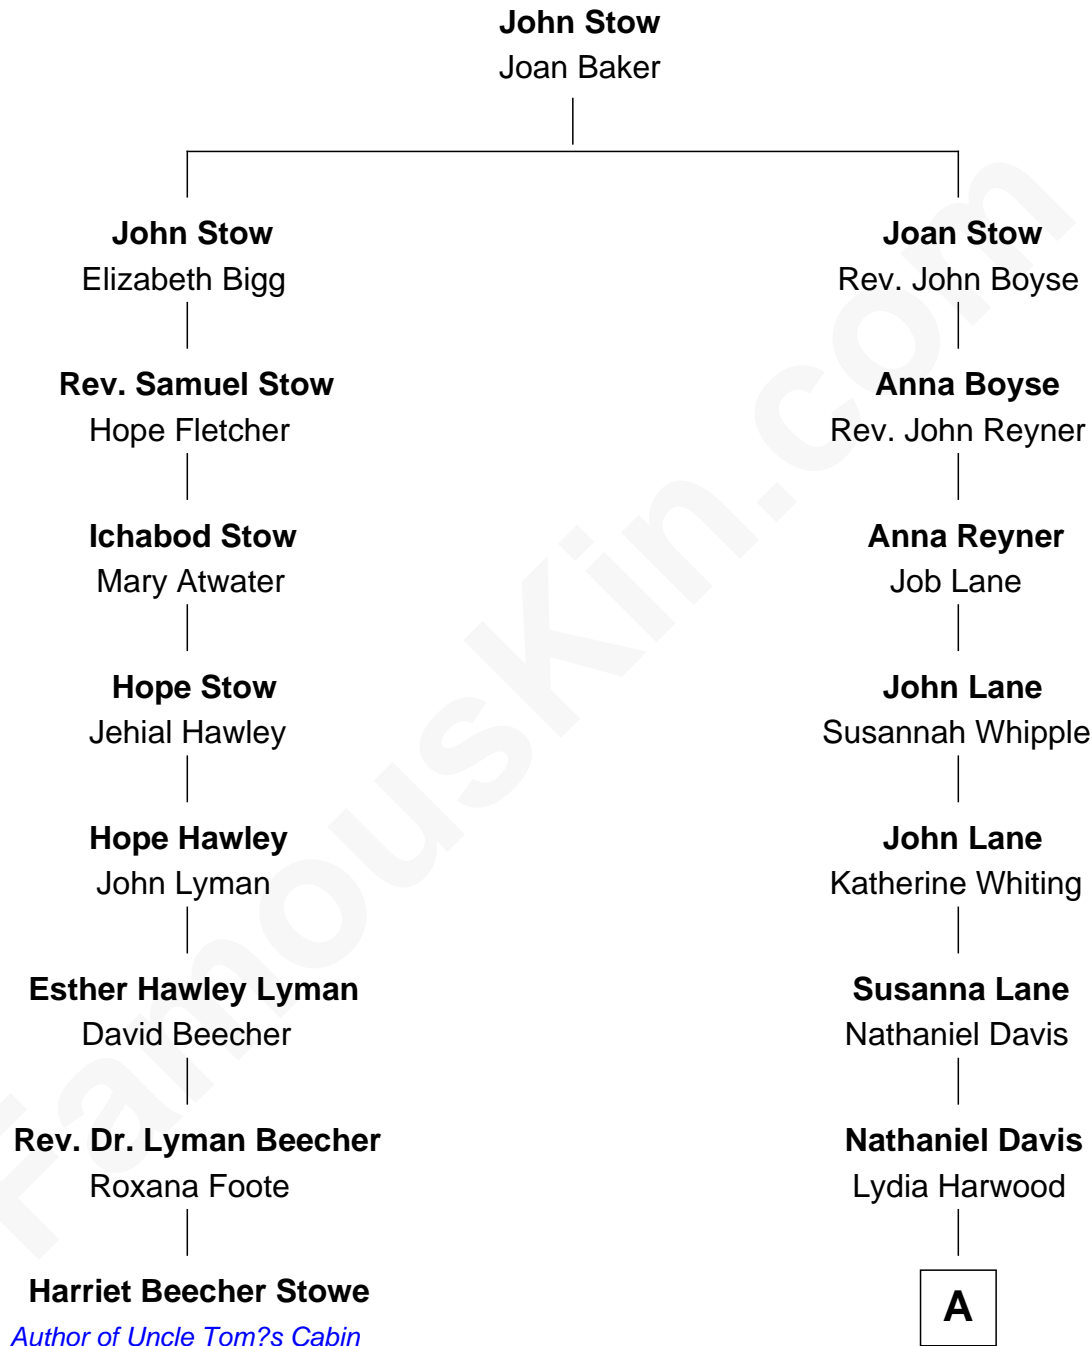 John Stow
Joan Baker
John Stow
Elizabeth Bigg
Joan Stow
Rev. John Boyse
Rev. Samuel Stow
Hope Fletcher
Anna Boyse
Rev. John Reyner
Ichabod Stow
Mary Atwater
Anna Reyner
Job Lane
Hope Stow
Jehial Hawley
John Lane
Susannah Whipple
Hope Hawley
John Lyman
John Lane
Katherine Whiting
Esther Hawley Lyman
David Beecher
Susanna Lane
Nathaniel Davis
Rev. Dr. Lyman Beecher
Roxana Foote
Nathaniel Davis
Lydia Harwood
Harriet Beecher Stowe
Author of Uncle Tom?s Cabin
A
FamousKin.com